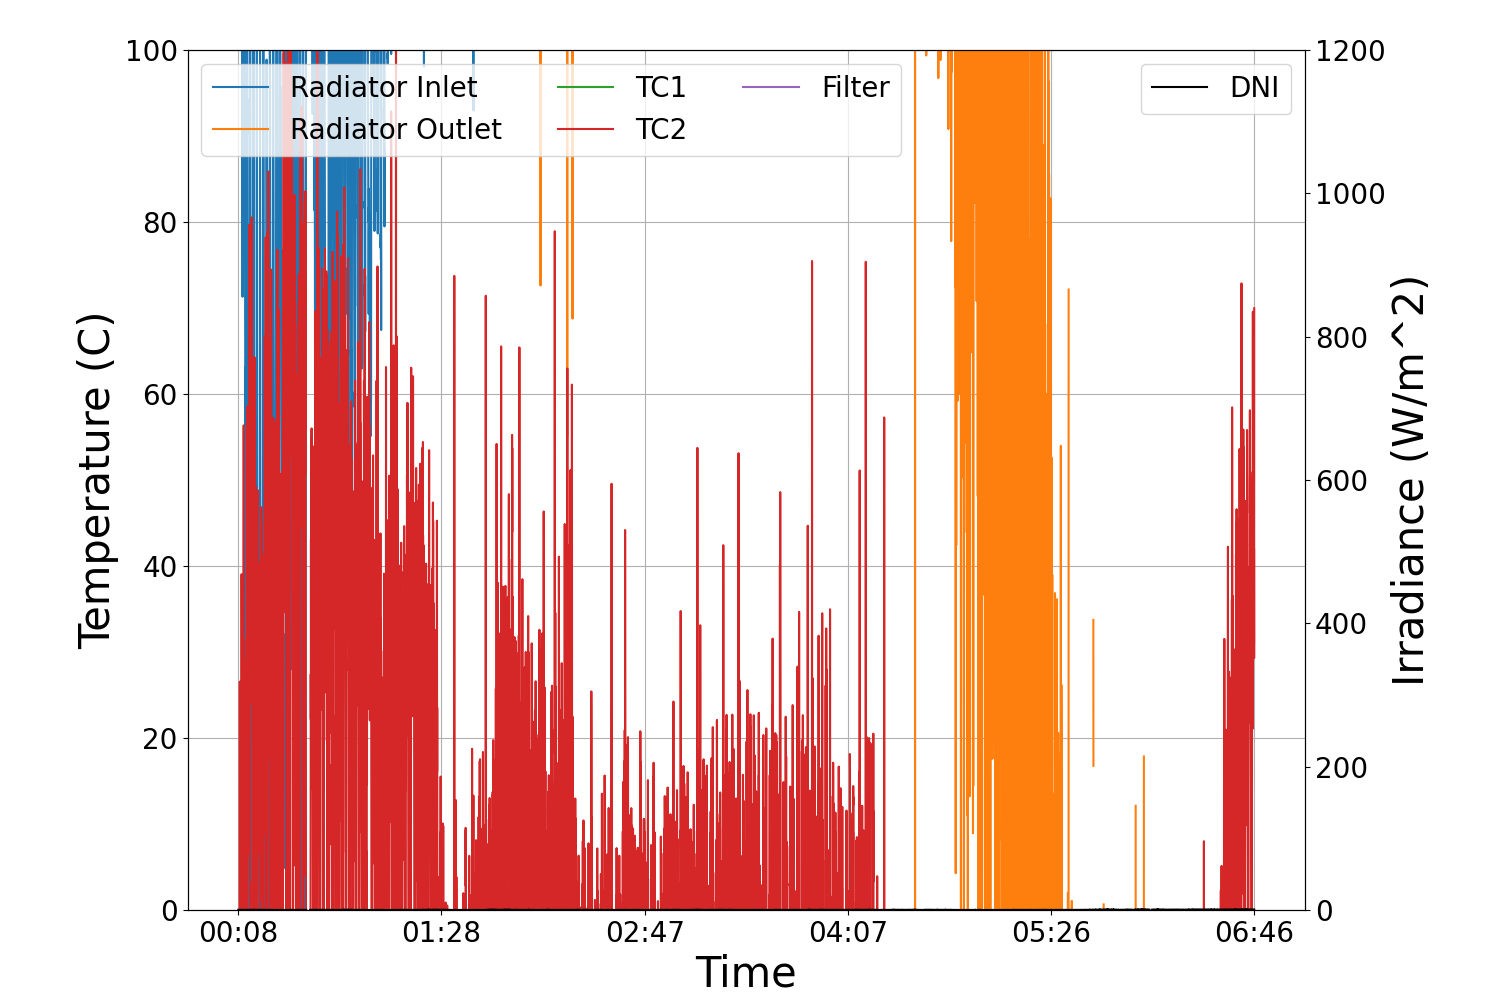 100
80
60
40
20
0
Temperature (C)
Radiator Inlet
Radiator Outlet
TC1
TC2
Filter
DNI
1200
1000
800
600
400
200
0
Irradiance (W/m^2)
00:08 01:28 02:47 04:07 05:26 06:46
Time